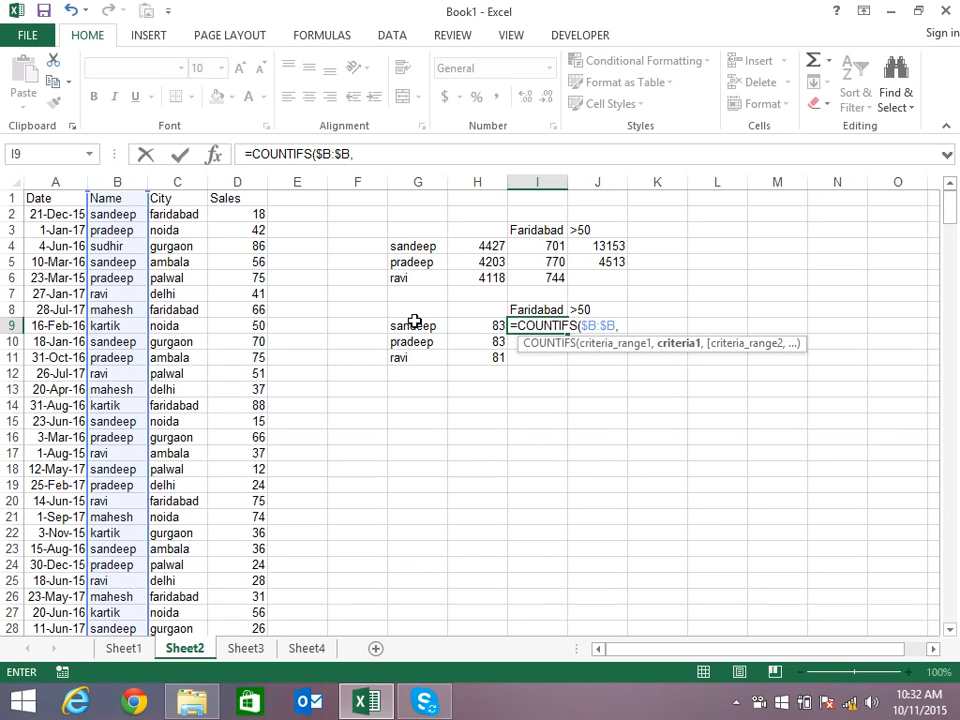 Book1 - Excel
?
Sign in
FILE HOME INSERT PAGE LAYOUT FORMULAS DATA REVIEW VIEW DEVELOPER
Paste
10
B I U
General
$ % ,
Conditional Formatting
Format as Table
Cell Styles
Insert
Delete
Format
Sort & Filter
Find & Select
Clipboard Font Alignment Number Styles Cells Editing
I9 =COUNTIFS($B:$B,
A B C D E F G H I J K L M N O
1 Date Name City Sales
2 21-Dec-15 sandeep faridabad 18
3 1-Jan-17 pradeep noida 42 Faridabad >50
4 4-Jun-16 sudhir gurgaon 86 sandeep 4427 701 13153
5 10-Mar-16 sandeep ambala 56 pradeep 4203 770 4513
6 23-Mar-15 pradeep palwal 75 ravi 4118 744
7 27-Jan-17 ravi delhi 41
8 28-Jul-17 mahesh faridabad 66 Faridabad >50
9 16-Feb-16 kartik noida 50 sandeep 83 =COUNTIFS($B:$B,
10 18-Jan-16 sandeep gurgaon 70 pradeep 83
COUNTIFS(criteria_range1, criteria1, [criteria_range2, ...)
11 31-Oct-16 pradeep ambala 75 ravi 81
12 26-Jul-17 ravi palwal 51
13 20-Apr-16 mahesh delhi 37
14 31-Aug-16 kartik faridabad 88
15 23-Jun-16 sandeep noida 15
16 3-Mar-16 pradeep gurgaon 66
17 1-Aug-15 ravi ambala 37
18 12-May-17 sandeep palwal 12
19 25-Feb-17 pradeep delhi 24
20 14-Jun-15 ravi faridabad 75
21 1-Sep-17 mahesh noida 74
22 3-Nov-15 kartik gurgaon 36
23 15-Aug-16 sandeep ambala 36
24 30-Dec-15 pradeep palwal 24
25 18-Jun-15 ravi delhi 28
26 23-May-17 mahesh faridabad 31
27 20-Jun-16 kartik noida 56
28 11-Jun-17 sandeep gurgaon 26
Sheet1 Sheet2 Sheet3 Sheet4
ENTER
100%
10:32 AM
10/11/2015